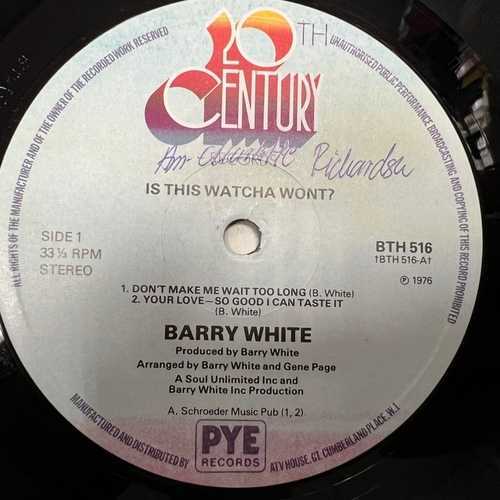 20TH
CENTURY
Richardson
IS THIS WATCHA WONT?
SIDE 1
33⅓ RPM
STEREO
BTH 516
†BTH 516-A†
℗ 1976
1. DON'T MAKE ME WAIT TOO LONG (B. White)
2. YOUR LOVE—SO GOOD I CAN TASTE IT
(B. White)
BARRY WHITE
Produced by Barry White
Arranged by Barry White and Gene Page
A Soul Unlimited Inc and
Barry White Inc Production
A. Schroeder Music Pub (1, 2)
PYE
RECORDS
ALL RIGHTS OF THE MANUFACTURER AND OF THE OWNER OF THE RECORDED WORK RESERVED
UNAUTHORISED PUBLIC PERFORMANCE BROADCASTING AND COPYING OF THIS RECORD PROHIBITED
MANUFACTURED AND DISTRIBUTED BY
ATV HOUSE, GT. CUMBERLAND PLACE, W.1